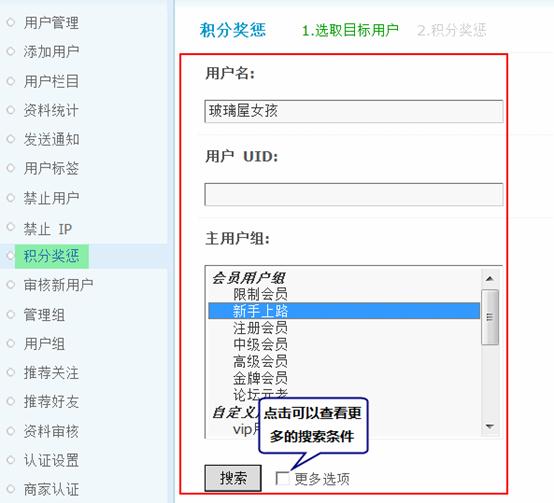 用户管理
添加用户
用户栏目
资料统计
发送通知
用户标签
禁止用户
禁止 IP
积分奖惩
审核新用户
管理组
用户组
推荐关注
推荐好友
资料审核
认证设置
商家认证
积分奖惩 1.选取目标用户 2.积分奖惩
用户名:
玻璃屋女孩
用户 UID:
主用户组:
会员用户组
限制会员
新手上路
注册会员
中级会员
高级会员
金牌会员
论坛元老
自定义
vip
点击可以查看更
多的搜索条件
搜索 更多选项